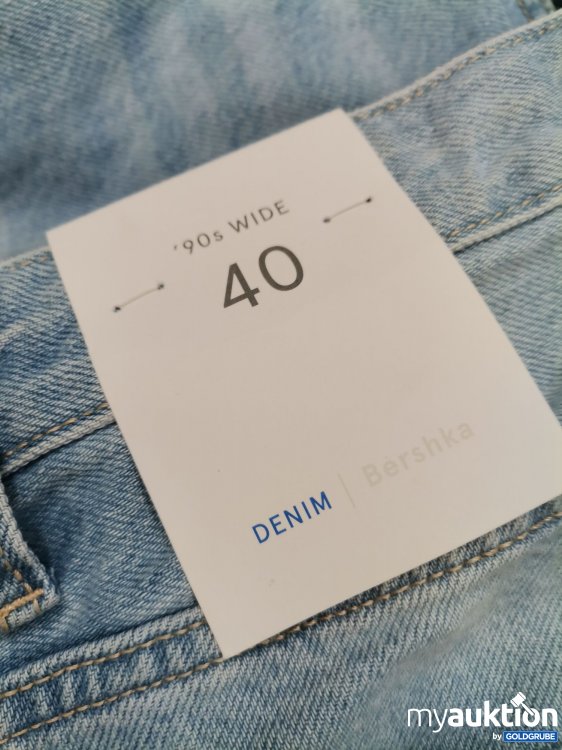 '90s WIDE
40
DENIM | Bershka
myauktion
by GOLDGRUBE